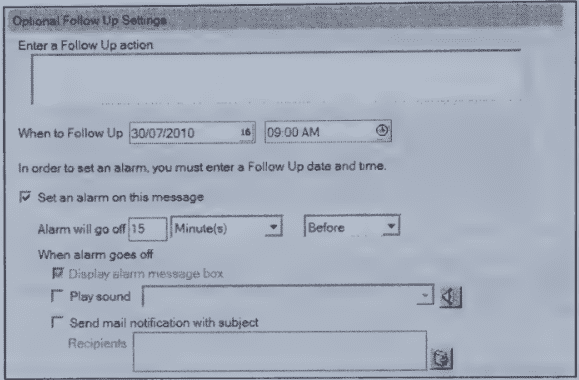 Optional Follow Up Settings
Enter a Follow Up action
When to Follow Up 30/07/2010 16 09:00 AM
In order to set an alarm, you must enter a Follow Up date and time.
Set an alarm on this message
Alarm will go off 15 Minute(s) Before
When alarm goes off
Display alarm message box
Play sound
Send mail notification with subject
Recipients